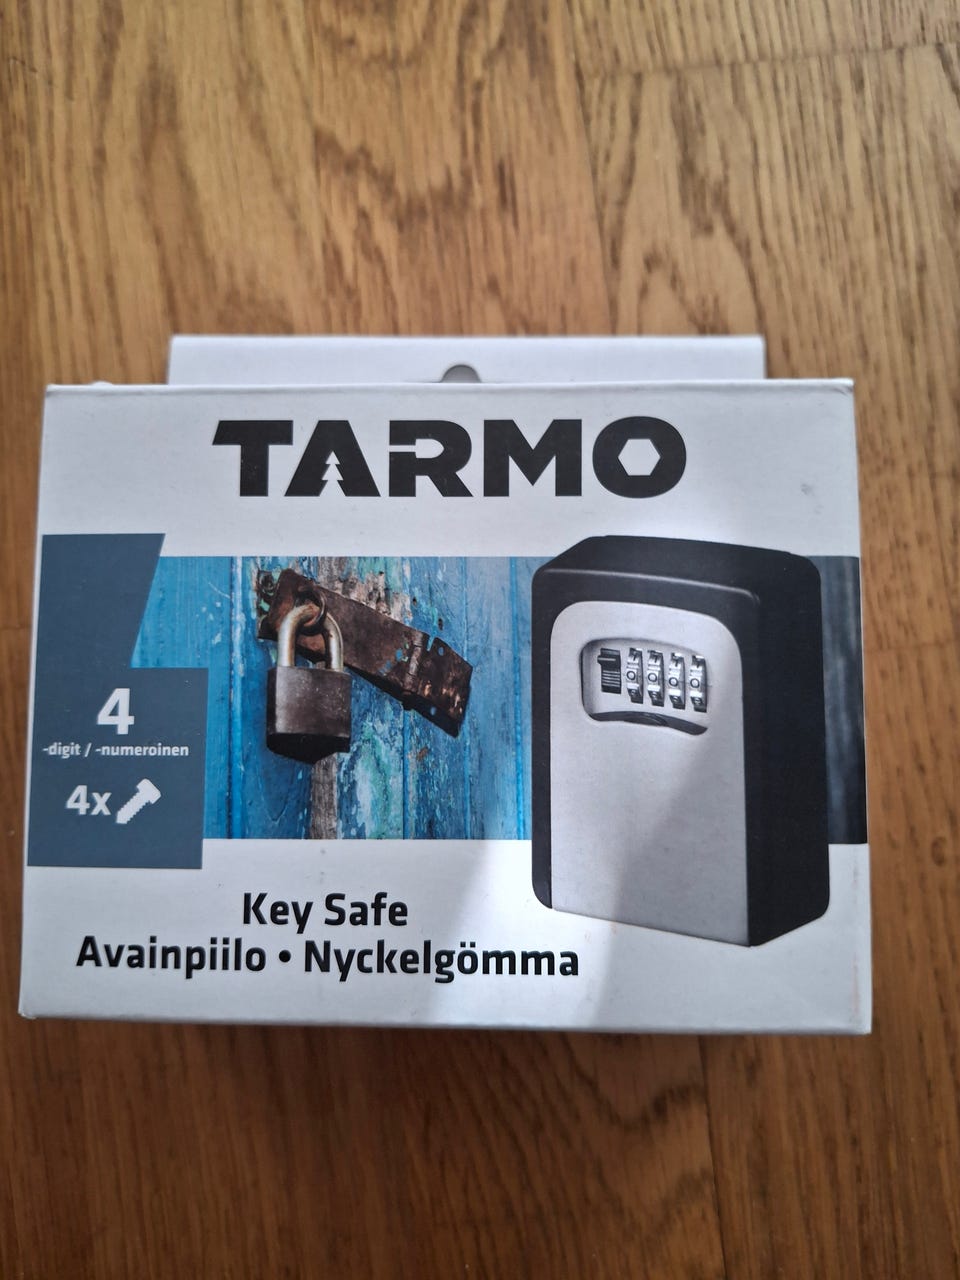 TARMO
4
-digit / -numeroinen
4x
Key Safe
Avainpiilo • Nyckelgömma